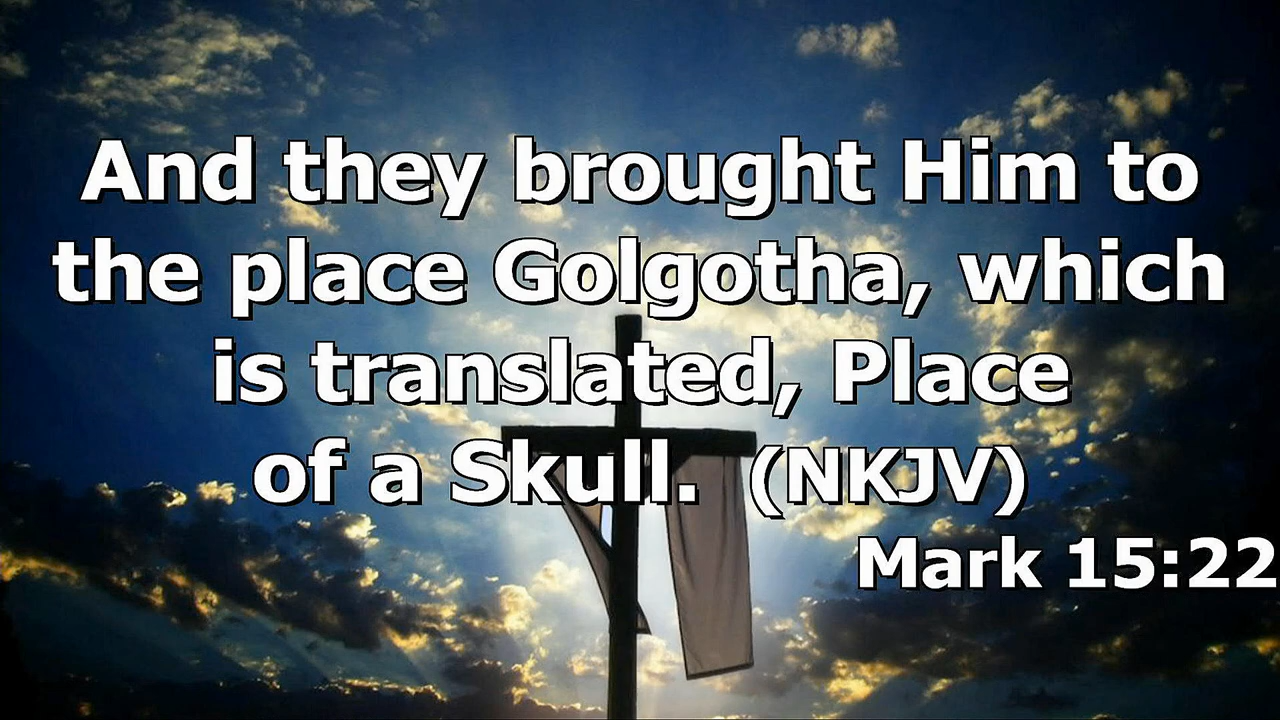 And they brought Him to
the place Golgotha, which
is translated, Place
of a Skull. (NKJV)
Mark 15:22